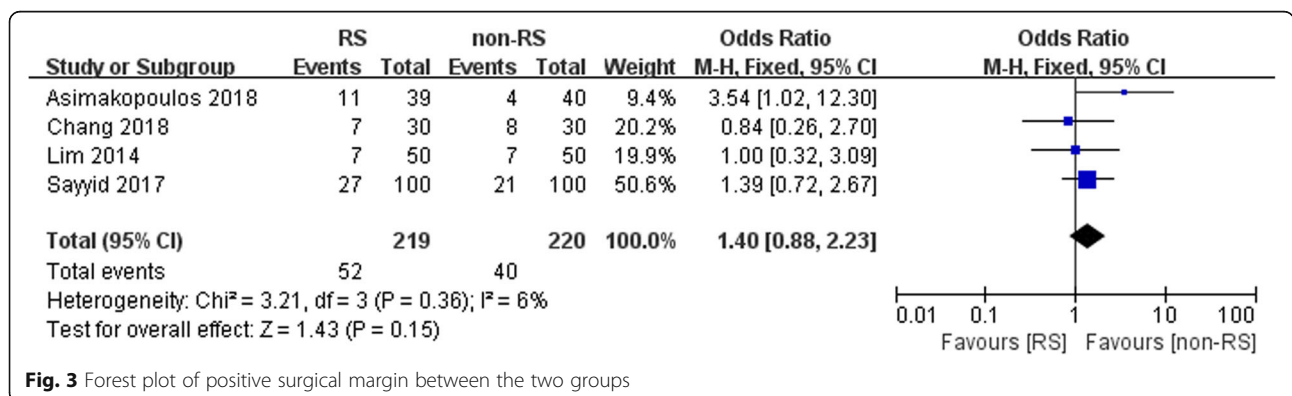 RS non-RS Odds Ratio Odds Ratio
Study or Subgroup Events Total Events Total Weight M-H, Fixed, 95% CI M-H, Fixed, 95% CI
Asimakopoulos 2018 11 39 4 40 9.4% 3.54 [1.02, 12.30]
Chang 2018 7 30 8 30 20.2% 0.84 [0.26, 2.70]
Lim 2014 7 50 7 50 19.9% 1.00 [0.32, 3.09]
Sayyid 2017 27 100 21 100 50.6% 1.39 [0.72, 2.67]
Total (95% CI) 219 220 100.0% 1.40 [0.88, 2.23]
Total events 52 40
Heterogeneity: Chi² = 3.21, df = 3 (P = 0.36); I² = 6%
Test for overall effect: Z = 1.43 (P = 0.15)
0.01 0.1 1 10 100
Favours [RS] Favours [non-RS]
Fig. 3 Forest plot of positive surgical margin between the two groups